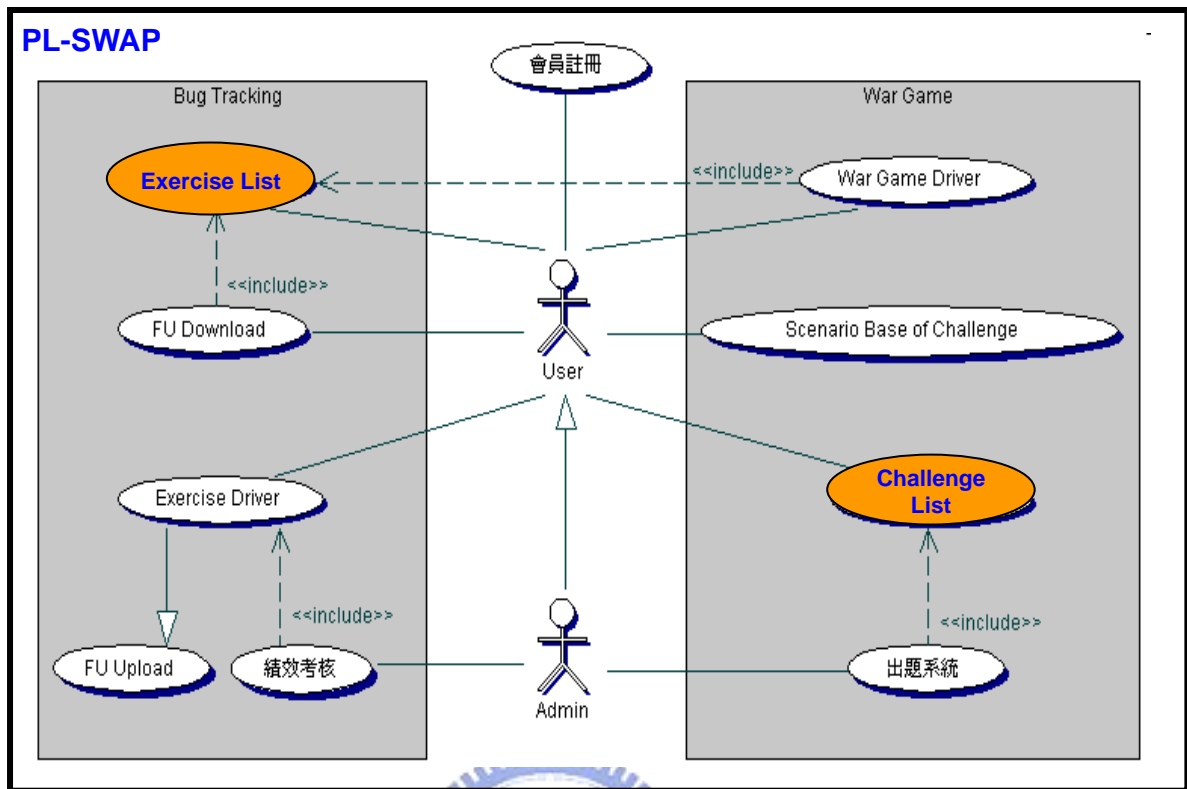 PL-SWAP
-
會員註冊
Bug Tracking
War Game
Exercise List
<<include>>
War Game Driver
<<include>>
FU Download
Scenario Base of Challenge
User
Exercise Driver
Challenge
List
<<include>>
<<include>>
FU Upload
績效考核
出題系統
Admin